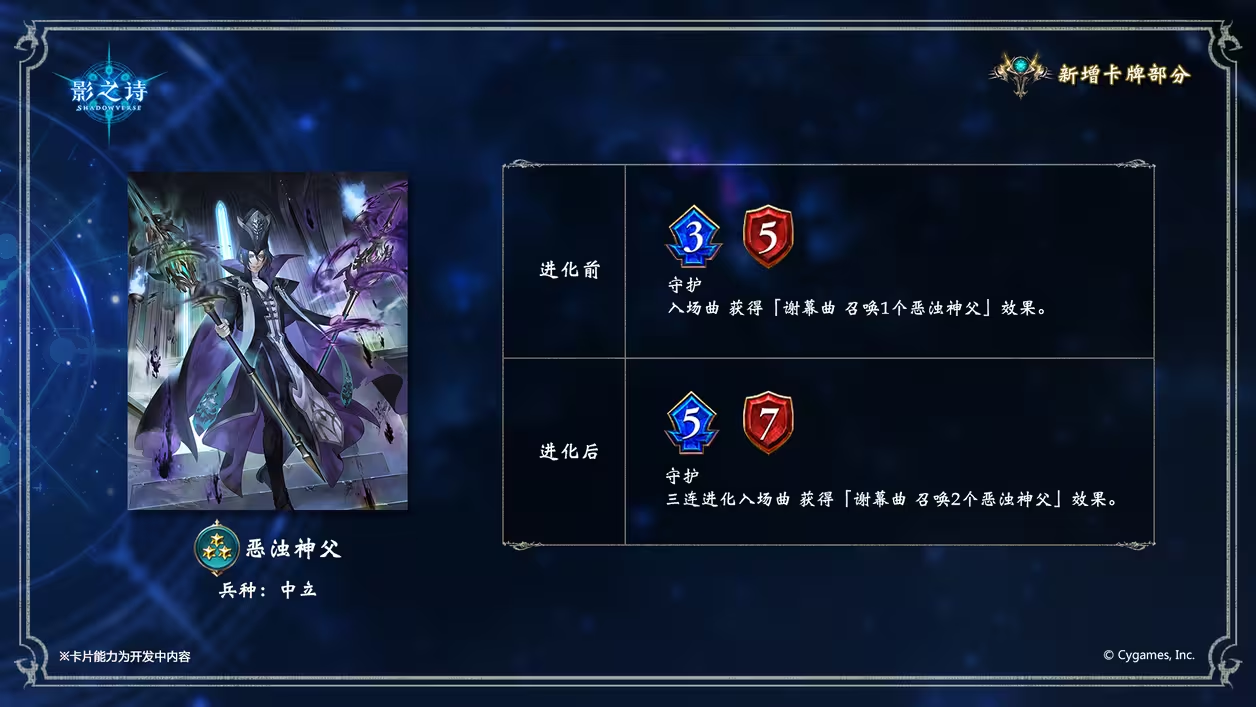 影之诗
SHADOWVERSE
新增卡牌部分
进化前
3 5
守护
入场曲 获得「谢幕曲 召唤1个恶浊神父」效果。
进化后
5 7
守护
三连进化入场曲 获得「谢幕曲 召唤2个恶浊神父」效果。
恶浊神父
兵种：中立
※卡片能力为开发中内容
© Cygames, Inc.